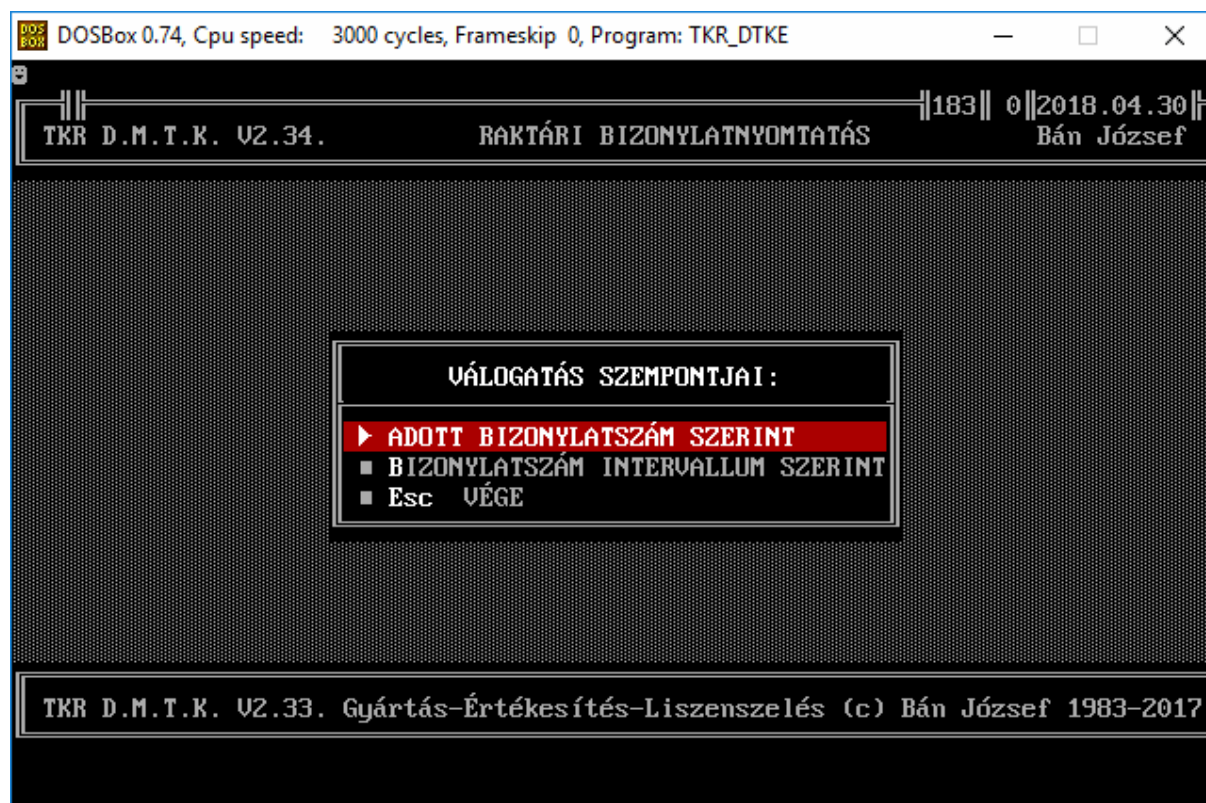 DOSBox 0.74, Cpu speed: 3000 cycles, Frameskip 0, Program: TKR_DTKE
183 0 2018.04.30
TKR D.M.T.K. V2.34. RAKTÁRI BIZONYLATNYOMTATÁS Bán József
VÁLOGATÁS SZEMPONTJAI:
ADOTT BIZONYLATSZÁM SZERINT
BIZONYLATSZÁM INTERVALLUM SZERINT
Esc VÉGE
TKR D.M.T.K. V2.33. Gyártás-Értékesítés-Liszenszelés (c) Bán József 1983-2017